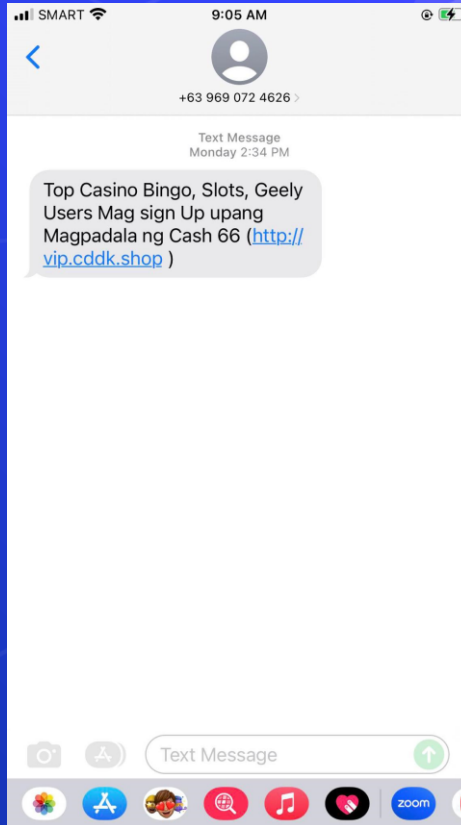 SMART 9:05 AM
+63 969 072 4626 >
Text Message
Monday 2:34 PM
Top Casino Bingo, Slots, Geely
Users Mag sign Up upang
Magpadala ng Cash 66 (http://
vip.cddk.shop )
Text Message
zoom